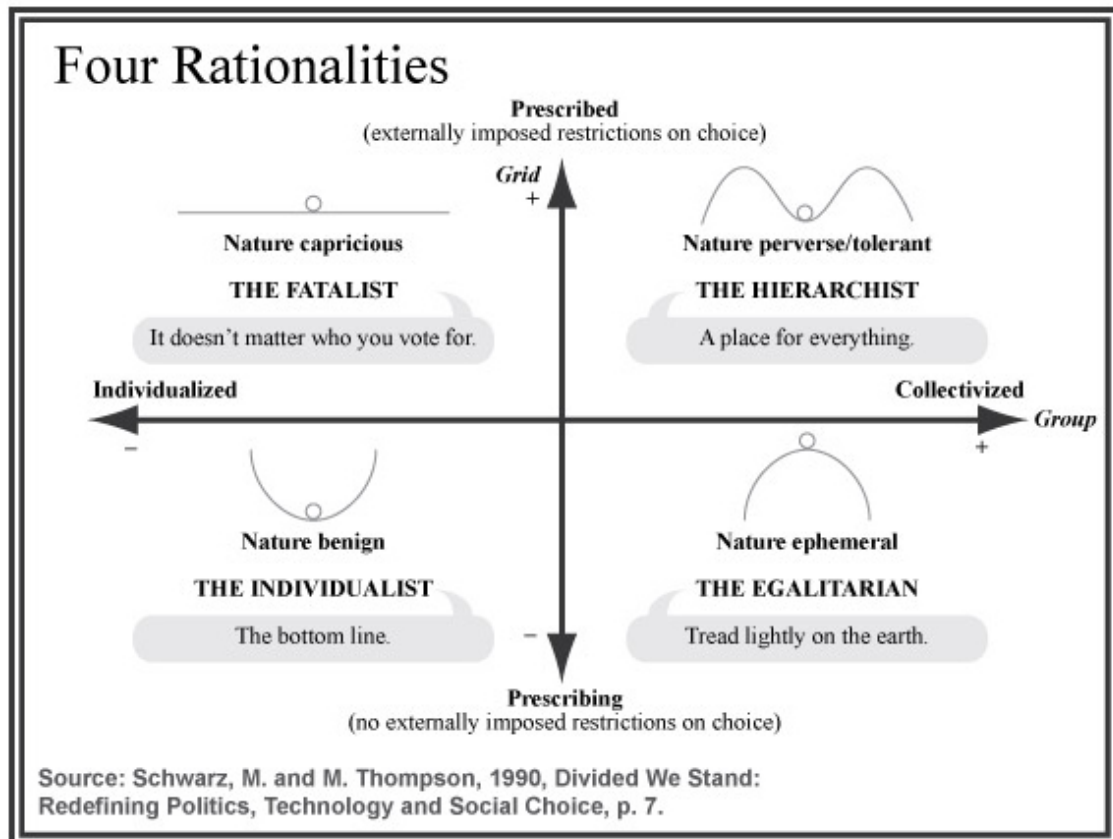 Four Rationalities
Prescribed
(externally imposed restrictions on choice)
Grid
+
Nature capricious
THE FATALIST
It doesn’t matter who you vote for.
Nature perverse/tolerant
THE HIERARCHIST
A place for everything.
Individualized
–
Collectivized
Group
+
Nature benign
THE INDIVIDUALIST
The bottom line.
Nature ephemeral
THE EGALITARIAN
Tread lightly on the earth.
–
Prescribing
(no externally imposed restrictions on choice)
Source: Schwarz, M. and M. Thompson, 1990, Divided We Stand:
Redefining Politics, Technology and Social Choice, p. 7.